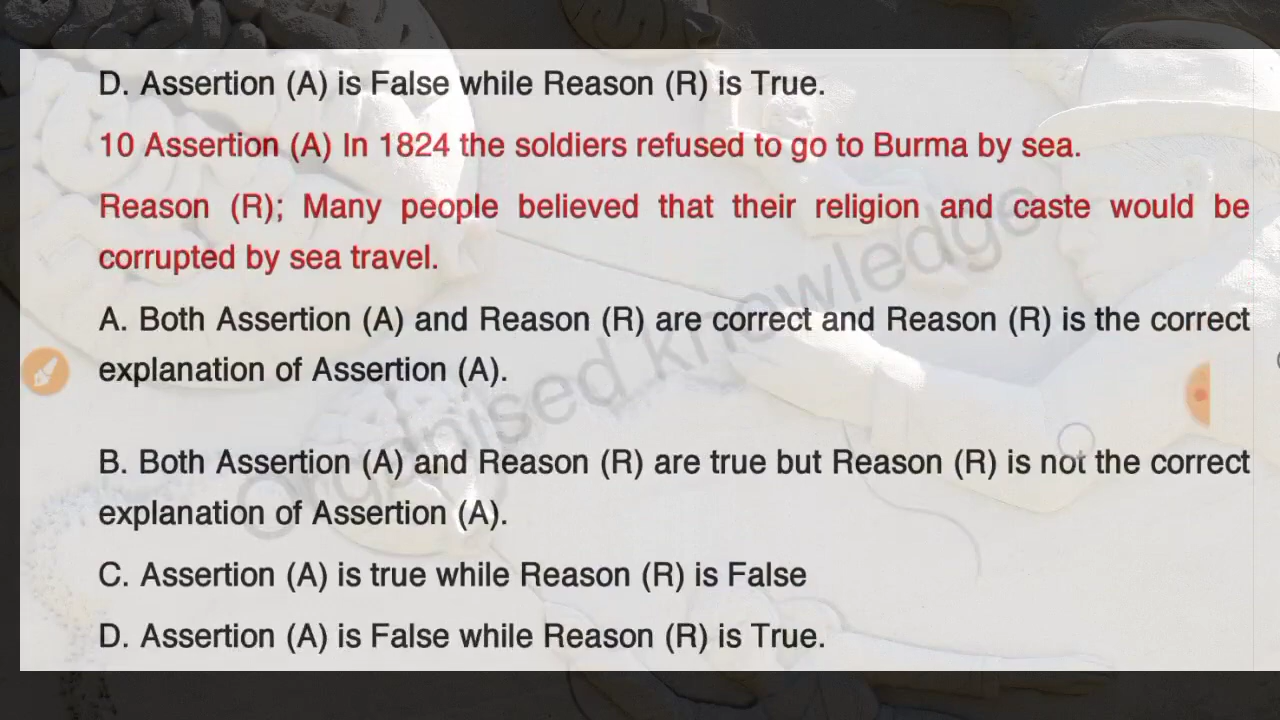 D. Assertion (A) is False while Reason (R) is True.
10 Assertion (A) In 1824 the soldiers refused to go to Burma by sea.
Reason (R); Many people believed that their religion and caste would be
corrupted by sea travel.
A. Both Assertion (A) and Reason (R) are correct and Reason (R) is the correct
explanation of Assertion (A).
B. Both Assertion (A) and Reason (R) are true but Reason (R) is not the correct
explanation of Assertion (A).
C. Assertion (A) is true while Reason (R) is False
D. Assertion (A) is False while Reason (R) is True.
Organised knowledge